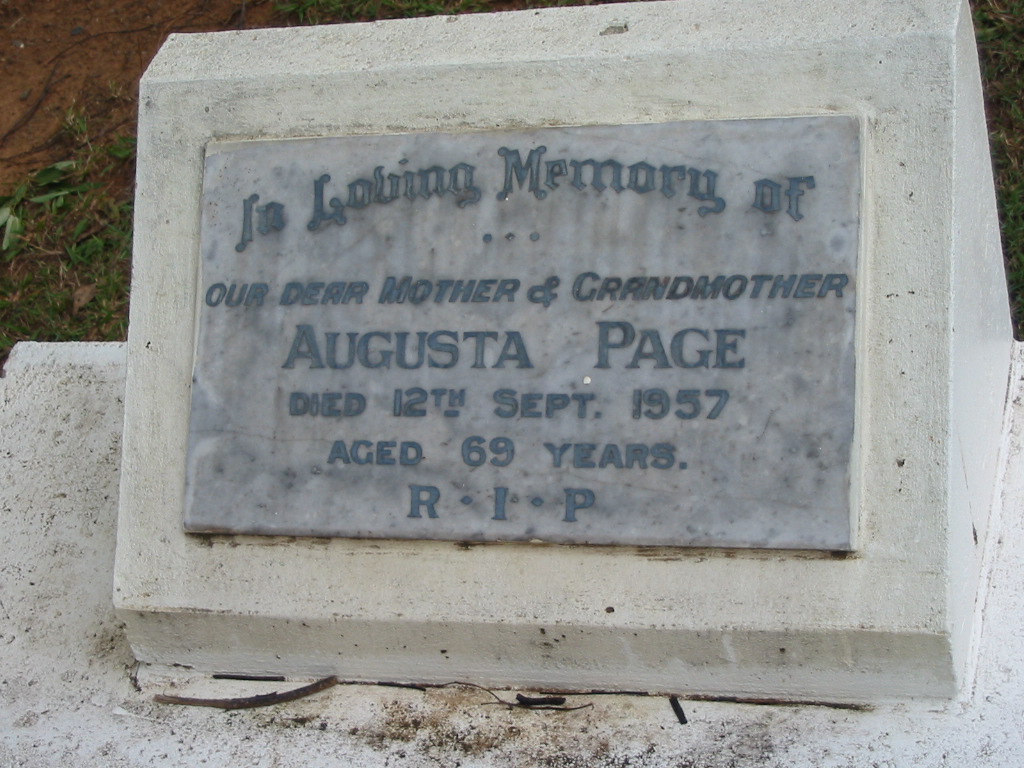 In Loving Memory of
...
OUR DEAR MOTHER & GRANDMOTHER
AUGUSTA PAGE
DIED 12TH SEPT. 1957
AGED 69 YEARS.
R·I·P